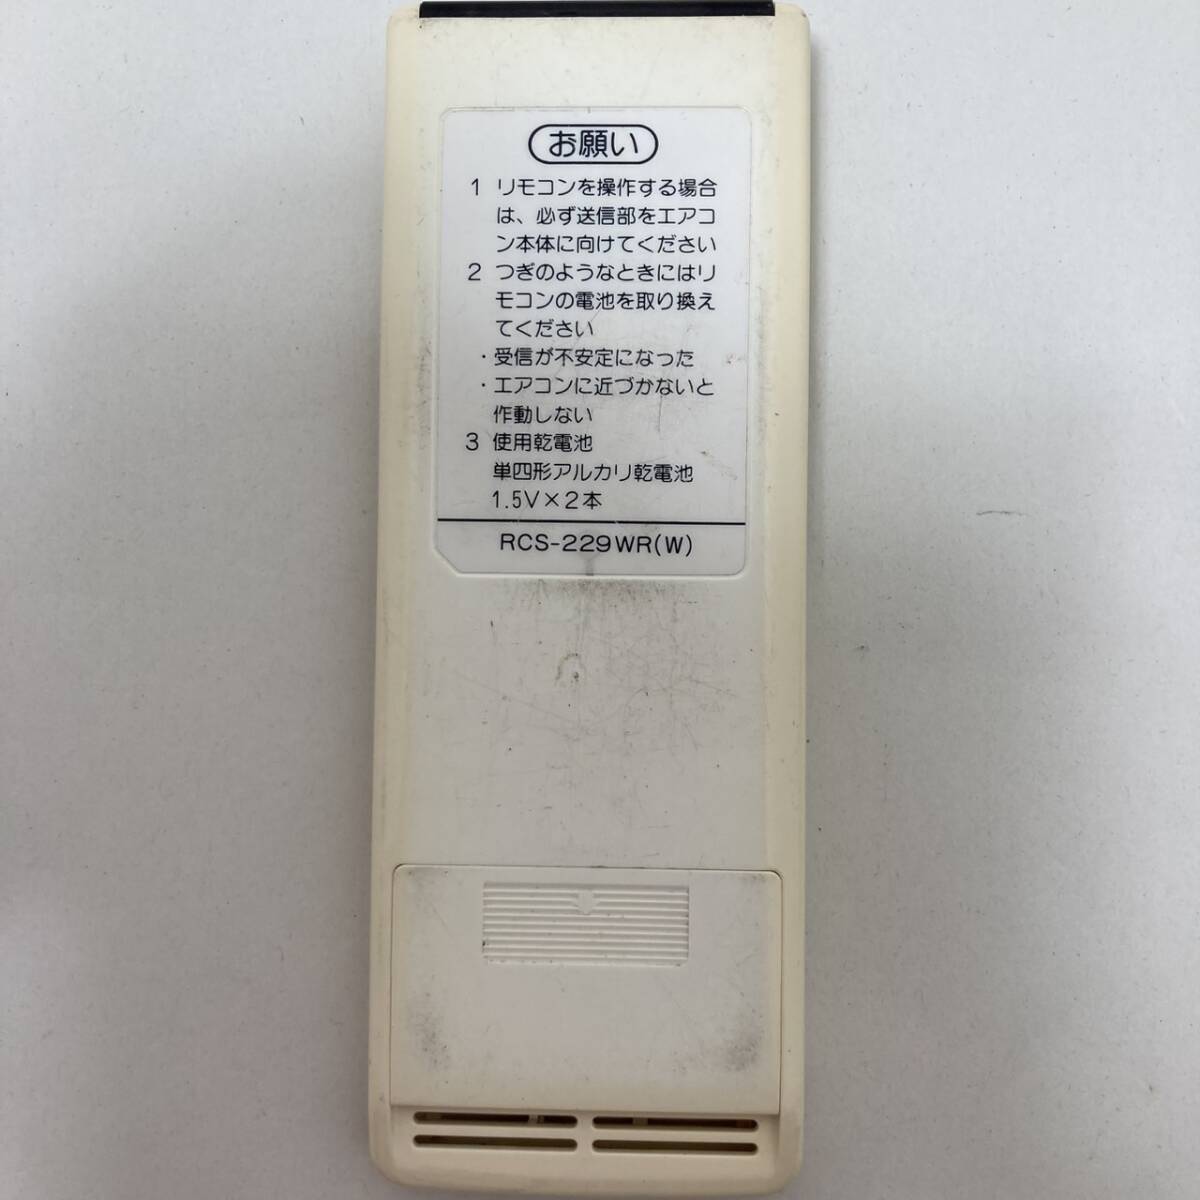 お願い
1 リモコンを操作する場合
は、必ず送信部をエアコ
ン本体に向けてください
2 つぎのようなときにはリ
モコンの電池を取り換え
てください
・受信が不安定になった
・エアコンに近づかないと
作動しない
3 使用乾電池
単四形アルカリ乾電池
1.5V×2本
RCS-229WR(W)